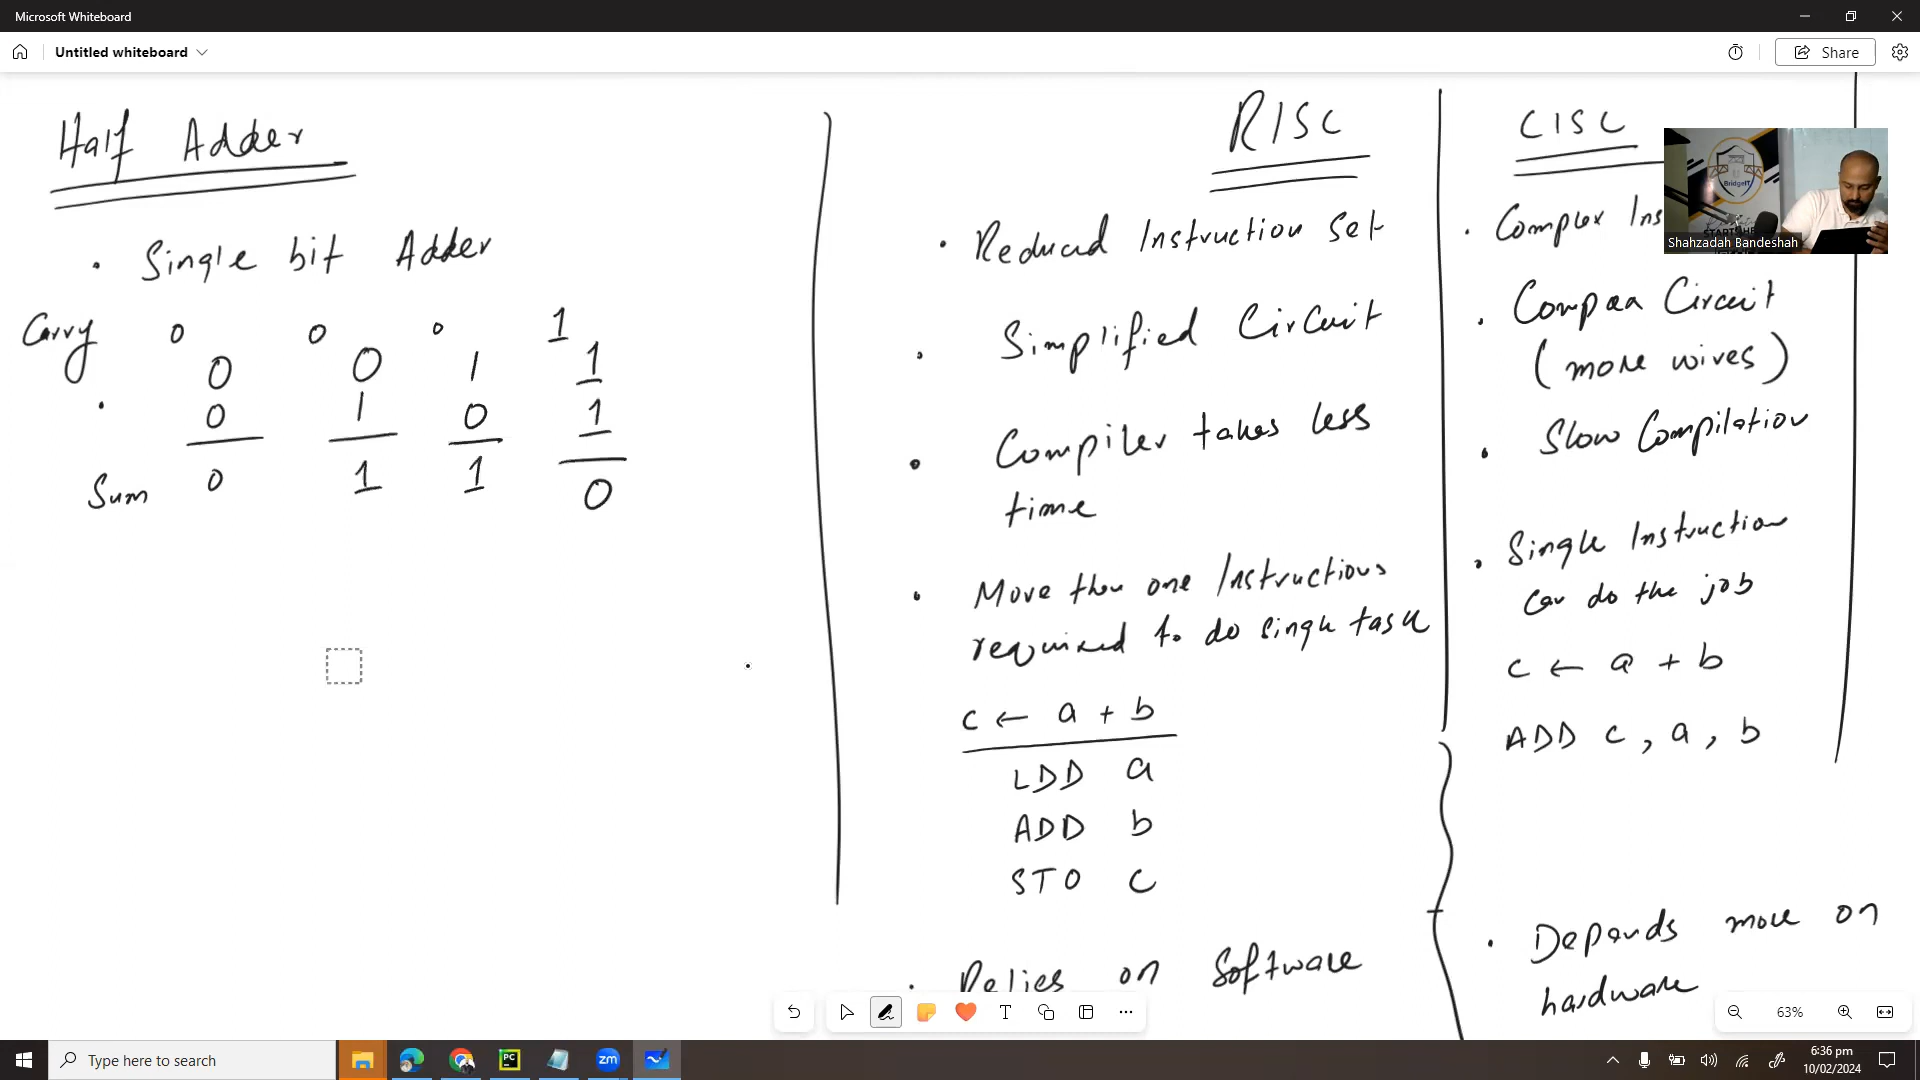 Microsoft Whiteboard
Untitled whiteboard
Share
Half Adder
• Single bit Adder
Carry 0 0 0 1
0 0 1 1
• 0 1 0 1
Sum 0 1 1 0
RISC
• Reduced Instruction Set
• Simplified Circuit
• Compiler takes less
time
• More than one Instructions
required to do single task
c ← a + b
LDD a
ADD b
STO c
• Relies on Software
CISC
• Complex Ins
• Circuit
(more wires)
• Slow Compilation
• Single Instruction
can do the job
c ← a + b
ADD c, a, b
• Depends more on
hardware
BridgeIT
Shahzadah Bandeshah
63%
Type here to search
PC
zm
6:36 pm
10/02/2024